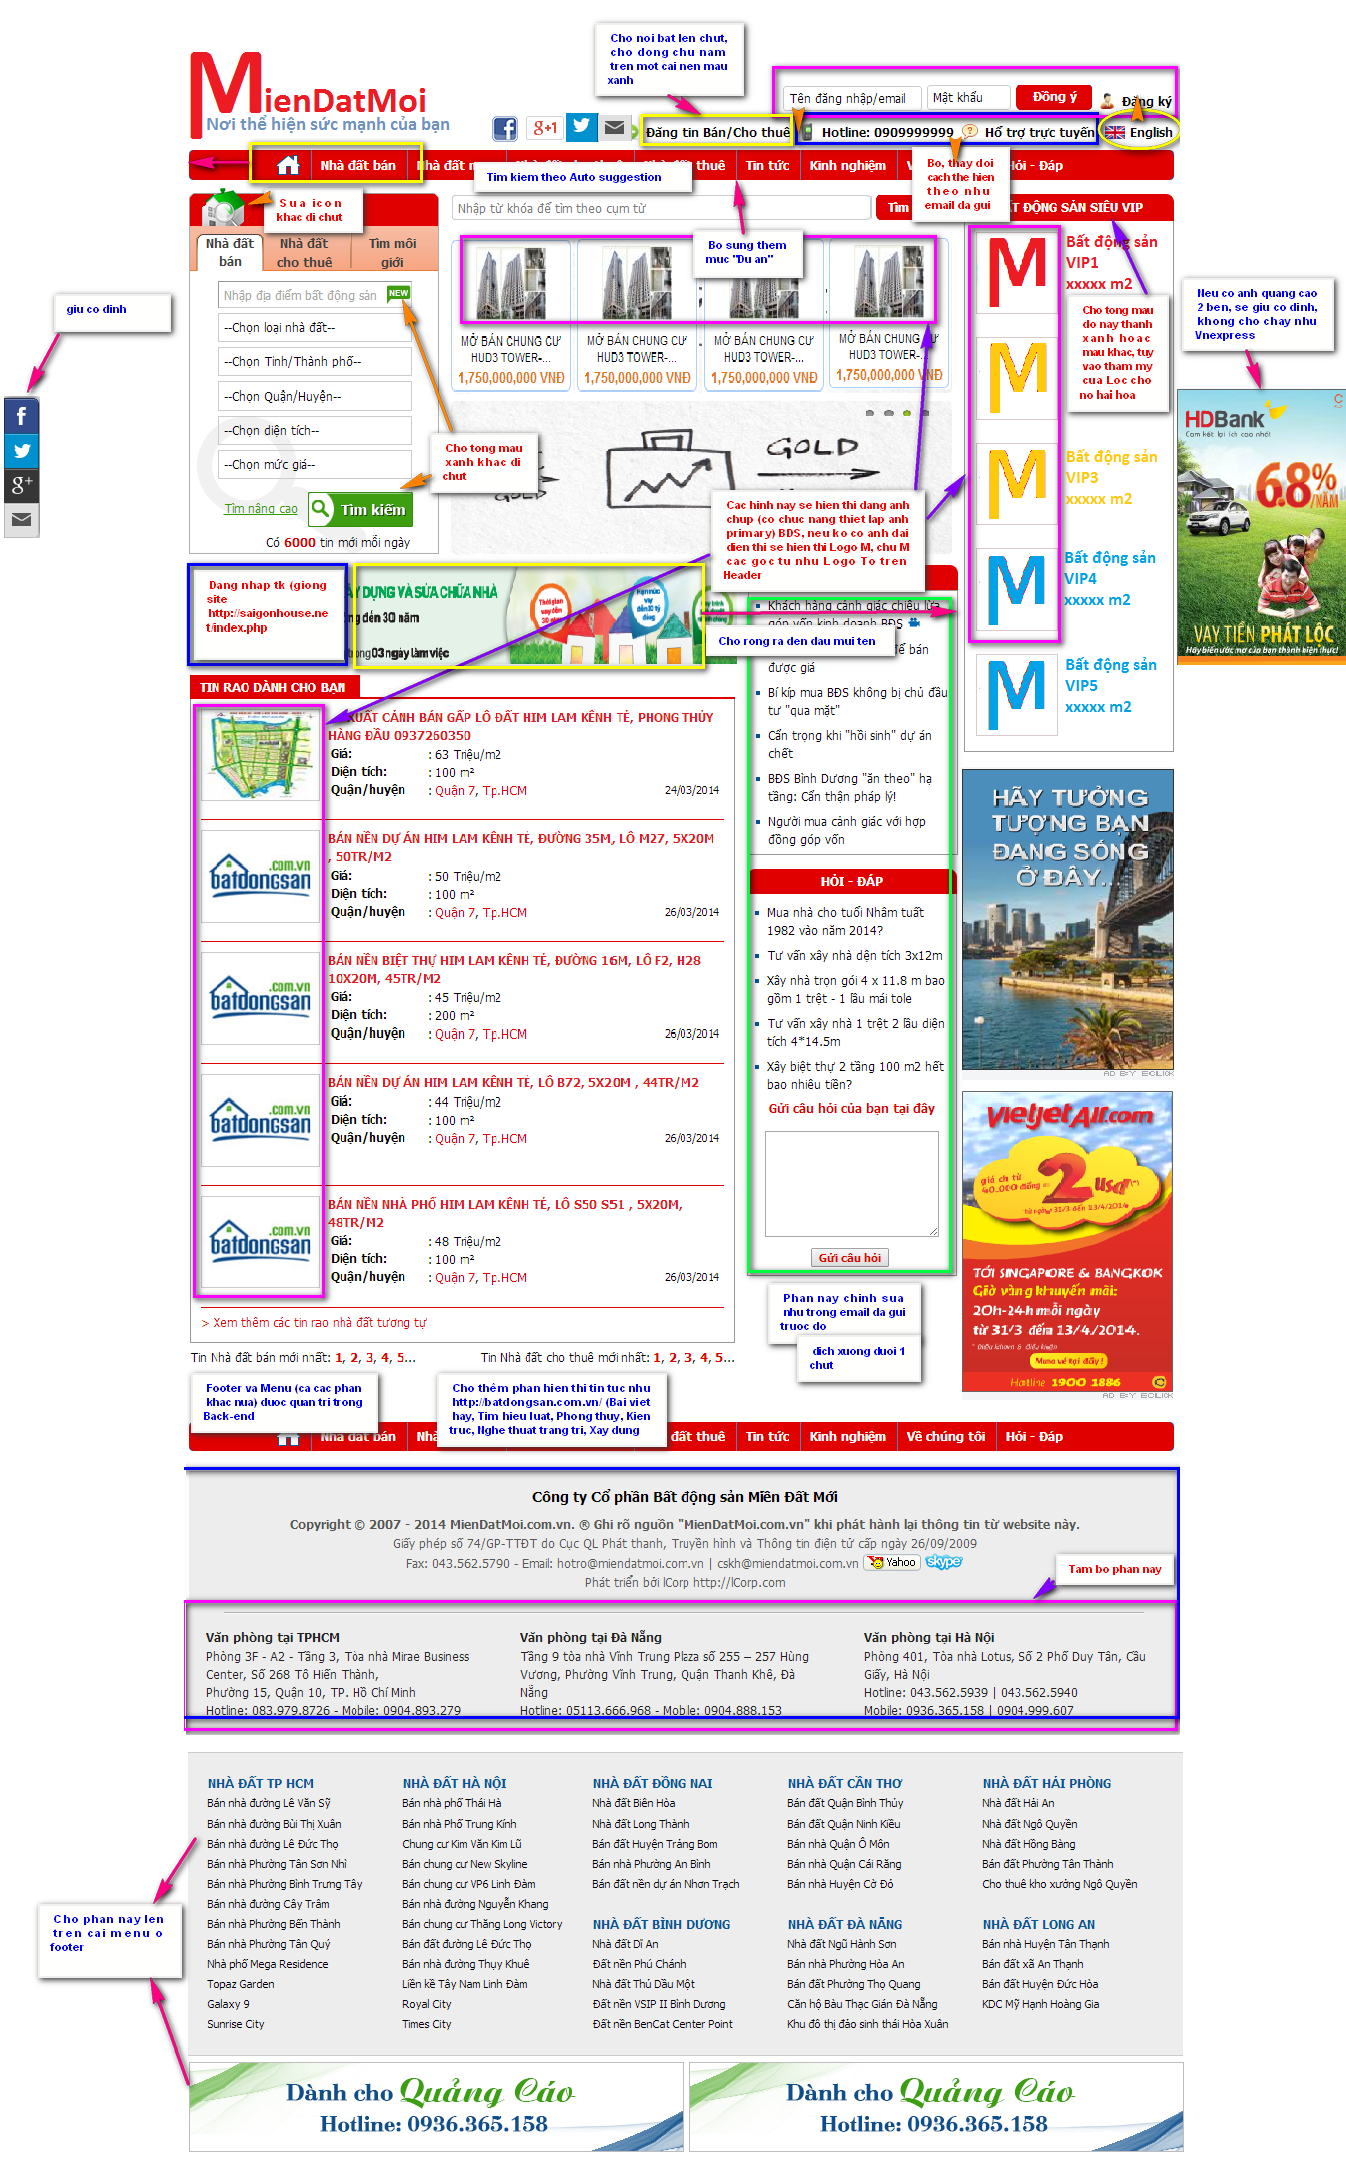 Cho noi bat len chut,
cho dong chu nam
tren mot cai nen mau
xanh
MienDatMoi
Nơi thể hiện sức mạnh của bạn
Tên đăng nhập/email
Mật khẩu
Đồng ý
Đăng ký
g+1
Đăng tin Bán/Cho thuê
Hotline: 0909999999
Hổ trợ trực tuyến
English
Nhà đất bán
Tin tức
Kinh nghiệm
Hỏi - Đáp
Tim kiem theo Auto suggestion
Bo, thay doi
cach the hien
theo nhu
email da gui
Sua icon
khac di chut
Nhập từ khóa để tìm theo cụm từ
Tìm
ẤT ĐỘNG SẢN SIÊU VIP
Nhà đất
bán
Nhà đất
cho thuê
Tìm môi
giới
Bo sung them
muc "Du an"
Nhập địa điểm bất động sản
NEW
--Chọn loại nhà đất--
--Chọn Tỉnh/Thành phố--
--Chọn Quận/Huyện--
--Chọn diện tích--
--Chọn mức giá--
Tìm nâng cao
Tìm kiếm
Có 6000 tin mới mỗi ngày
giu co dinh
MỞ BÁN CHUNG CƯ
HUD3 TOWER-...
1,750,000,000 VNĐ
MỞ BÁN CHUNG CƯ
HUD3 TOWER-...
1,750,000,000 VNĐ
MỞ BÁN CHUNG CƯ
HUD3 TOWER-...
1,750,000,000 VNĐ
MỞ BÁN CHUNG CƯ
HUD3 TOWER-...
1,750,000,000 VNĐ
Bất động sản
VIP1
xxxxx m2
Cho tong mau
do nay thanh
xanh hoac
mau khac, tuy
vao tham my
cua Loc cho
no hai hoa
Bất động sản
VIP3
xxxxx m2
Bất động sản
VIP4
xxxxx m2
Bất động sản
VIP5
xxxxx m2
Neu co anh quang cao
2 ben, se giu co dinh,
khong cho chay nhu
Vnexpress
HDBank
Cam kết lợi ích cao nhất
6.8%/NĂM
VAY TIỀN PHÁT LỘC
Hãy biến ước mơ của bạn thành hiện thực!
Cho tong mau
xanh khac di
chut
GOLD
GOLD
Cac hinh nay se hien thi dang anh
chup (co chuc nang thiet lap anh
primary) BDS, neu ko co anh dai
dien thi se hien thi Logo M, chu M
cac goc tu nhu Logo To tren
Header
Dang nhap tk (giong
site
http://saigonhouse.ne
t/index.php
ÂY DỰNG VÀ SỬA CHỮA NHÀ
03 ngày làm việc
Cho rong ra den dau mui ten
Khách hàng cảnh giác chiêu lừa
góp vốn kinh doanh BĐS
để bán
được giá
Bí kíp mua BĐS không bị chủ đầu
tư "qua mặt"
Cẩn trọng khi "hồi sinh" dự án
chết
BĐS Bình Dương "ăn theo" hạ
tầng: Cẩn thận pháp lý!
Người mua cảnh giác với hợp
đồng góp vốn
TIN RAO DÀNH CHO BẠN
XUẤT CẢNH BÁN GẤP LÔ ĐẤT HIM LAM KÊNH TẺ, PHONG THỦY
HÀNG ĐẦU 0937260350
Giá: : 63 Triệu/m2
Diện tích: : 100 m²
Quận/huyện : Quận 7, Tp.HCM 24/03/2014
BÁN NỀN DỰ ÁN HIM LAM KÊNH TẺ, ĐƯỜNG 35M, LÔ M27, 5X20M
, 50TR/M2
Giá: : 50 Triệu/m2
Diện tích: : 100 m²
Quận/huyện : Quận 7, Tp.HCM 26/03/2014
.com.vn
batdongsan
BÁN NỀN BIỆT THỰ HIM LAM KÊNH TẺ, ĐƯỜNG 16M, LÔ F2, H28
10X20M, 45TR/M2
Giá: : 45 Triệu/m2
Diện tích: : 200 m²
Quận/huyện : Quận 7, Tp.HCM 26/03/2014
.com.vn
batdongsan
BÁN NỀN DỰ ÁN HIM LAM KÊNH TẺ, LÔ B72, 5X20M , 44TR/M2
Giá: : 44 Triệu/m2
Diện tích: : 100 m²
Quận/huyện : Quận 7, Tp.HCM 26/03/2014
.com.vn
batdongsan
BÁN NỀN NHÀ PHỐ HIM LAM KÊNH TẺ, LÔ S50 S51 , 5X20M,
48TR/M2
Giá: : 48 Triệu/m2
Diện tích: : 100 m²
Quận/huyện : Quận 7, Tp.HCM 26/03/2014
.com.vn
batdongsan
> Xem thêm các tin rao nhà đất tương tự
HỎI - ĐÁP
Mua nhà cho tuổi Nhâm tuất
1982 vào năm 2014?
Tư vấn xây nhà dện tích 3x12m
Xây nhà trọn gói 4 x 11.8 m bao
gồm 1 trệt - 1 lầu mái tole
Tư vấn xây nhà 1 trệt 2 lầu diện
tích 4*14.5m
Xây biệt thự 2 tầng 100 m2 hết
bao nhiêu tiền?
Gửi câu hỏi của bạn tại đây
Gửi câu hỏi
HÃY TƯỞNG
TƯỢNG BẠN
ĐANG SỐNG
Ở ĐÂY...
AD BY ECLICK
VietjetAir.com
giá chỉ từ
40.000 đồng
2 usd(*)
TỚI SINGAPORE & BANGKOK
Giờ vàng khuyến mãi:
20h-24h mỗi ngày
từ 31/3 đến 13/4/2014.
Mua vé tại đây!
Hotline 1900 1886
AD BY ECLICK
Phan nay chinh sua
nhu trong email da gui
truoc do
dich xuong duoi 1
chut
Tin Nhà đất bán mới nhất: 1, 2, 3, 4, 5...
Tin Nhà đất cho thuê mới nhất: 1, 2, 3, 4, 5...
Footer va Menu (ca cac phan
khac nua) duoc quan tri trong
Back-end
Cho thêm phan hien thi tin tuc nhu
http://batdongsan.com.vn/ (Bai viet
hay, Tim hieu luat, Phong thuy, Kien
truc, Nghe thuat trang tri, Xay dung
Nhà đất bán
đất thuê
Tin tức
Kinh nghiệm
Về chúng tôi
Hỏi - Đáp
Công ty Cổ phần Bất động sản Miền Đất Mới
Copyright © 2007 - 2014 MienDatMoi.com.vn. ® Ghi rõ nguồn "MienDatMoi.com.vn" khi phát hành lại thông tin từ website này.
Giấy phép số 74/GP-TTĐT do Cục QL Phát thanh, Truyền hình và Thông tin điện tử cấp ngày 26/09/2009
Fax: 043.562.5790 - Email: hotro@miendatmoi.com.vn | cskh@miendatmoi.com.vn Yahoo skype
Phát triển bởi ICorp http://ICorp.com
Tam bo phan nay
Văn phòng tại TPHCM
Phòng 3F - A2 - Tầng 3, Tòa nhà Mirae Business
Center, Số 268 Tô Hiến Thành,
Phường 15, Quận 10, TP. Hồ Chí Minh
Hotline: 083.979.8726 - Mobile: 0904.893.279
Văn phòng tại Đà Nẵng
Tầng 9 tòa nhà Vĩnh Trung Plaza số 255 – 257 Hùng
Vương, Phường Vĩnh Trung, Quận Thanh Khê, Đà
Nẵng
Hotline: 05113.666.968 - Moble: 0904.888.153
Văn phòng tại Hà Nội
Phòng 401, Tòa nhà Lotus, Số 2 Phố Duy Tân, Cầu
Giấy, Hà Nội
Hotline: 043.562.5939 | 043.562.5940
Mobile: 0936.365.158 | 0904.999.607
NHÀ ĐẤT TP HCM
Bán nhà đường Lê Văn Sỹ
Bán nhà đường Bùi Thị Xuân
Bán nhà đường Lê Đức Thọ
Bán nhà Phường Tân Sơn Nhì
Bán nhà Phường Bình Trưng Tây
Bán nhà đường Cây Trâm
Bán nhà Phường Bến Thành
Bán nhà Phường Tân Quý
Nhà phố Mega Residence
Topaz Garden
Galaxy 9
Sunrise City
NHÀ ĐẤT HÀ NỘI
Bán nhà phố Thái Hà
Bán nhà Phố Trung Kính
Chung cư Kim Văn Kim Lũ
Bán chung cư New Skyline
Bán chung cư VP6 Linh Đàm
Bán nhà đường Nguyễn Khang
Bán chung cư Thăng Long Victory
Bán đất đường Lê Đức Thọ
Bán nhà đường Thụy Khuê
Liền kề Tây Nam Linh Đàm
Royal City
Times City
NHÀ ĐẤT ĐỒNG NAI
Nhà đất Biên Hòa
Nhà đất Long Thành
Bán đất Huyện Trảng Bom
Bán nhà Phường An Bình
Bán đất nền dự án Nhơn Trạch
NHÀ ĐẤT BÌNH DƯƠNG
Nhà đất Dĩ An
Đất nền Phú Chánh
Nhà đất Thủ Dầu Một
Đất nền VSIP II Bình Dương
Đất nền BenCat Center Point
NHÀ ĐẤT CẦN THƠ
Bán đất Quận Bình Thủy
Bán đất Quận Ninh Kiều
Bán nhà Quận Ô Môn
Bán nhà Quận Cái Răng
Bán nhà Huyện Cờ Đỏ
NHÀ ĐẤT ĐÀ NẴNG
Nhà đất Ngũ Hành Sơn
Bán nhà Phường Hòa An
Bán đất Phường Thọ Quang
Căn hộ Bàu Thạc Gián Đà Nẵng
Khu đô thị đảo sinh thái Hòa Xuân
NHÀ ĐẤT HẢI PHÒNG
Nhà đất Hải An
Nhà đất Ngô Quyền
Nhà đất Hồng Bàng
Bán đất Phường Tân Thành
Cho thuê kho xưởng Ngô Quyền
NHÀ ĐẤT LONG AN
Bán nhà Huyện Tân Thạnh
Bán đất xã An Thạnh
Bán đất Huyện Đức Hòa
KDC Mỹ Hạnh Hoàng Gia
Cho phan nay len
tren cai menu o
footer
Dành cho Quảng Cáo
Hotline: 0936.365.158
Dành cho Quảng Cáo
Hotline: 0936.365.158